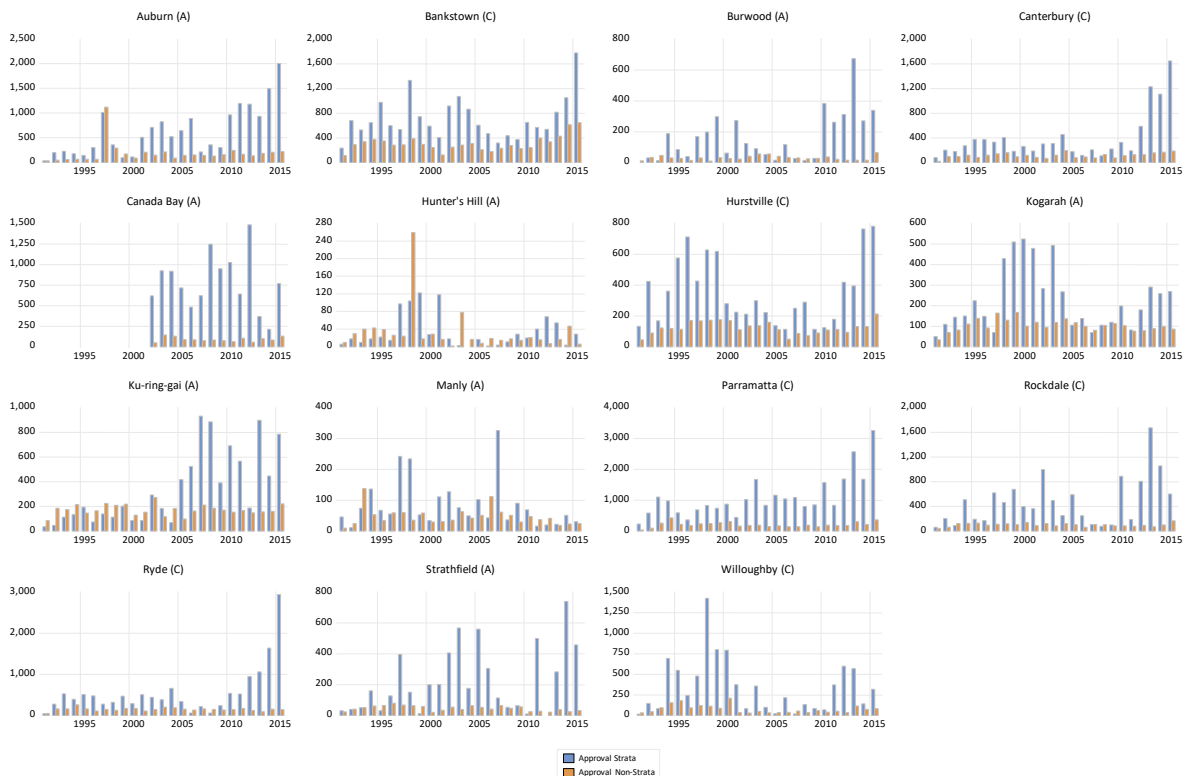 Auburn (A)
2,500
2,000
1,500
1,000
500
0
1995 2000 2005 2010 2015
Bankstown (C)
2,000
1,600
1,200
800
400
0
1995 2000 2005 2010 2015
Burwood (A)
800
600
400
200
0
1995 2000 2005 2010 2015
Canterbury (C)
2,000
1,600
1,200
800
400
0
1995 2000 2005 2010 2015
Canada Bay (A)
1,500
1,250
1,000
750
500
250
0
1995 2000 2005 2010 2015
Hunter's Hill (A)
280
240
200
160
120
80
40
0
1995 2000 2005 2010 2015
Hurstville (C)
800
600
400
200
0
1995 2000 2005 2010 2015
Kogarah (A)
600
500
400
300
200
100
0
1995 2000 2005 2010 2015
Ku-ring-gai (A)
1,000
800
600
400
200
0
1995 2000 2005 2010 2015
Manly (A)
400
300
200
100
0
1995 2000 2005 2010 2015
Parramatta (C)
4,000
3,000
2,000
1,000
0
1995 2000 2005 2010 2015
Rockdale (C)
2,000
1,600
1,200
800
400
0
1995 2000 2005 2010 2015
Ryde (C)
3,000
2,000
1,000
0
1995 2000 2005 2010 2015
Strathfield (A)
800
600
400
200
0
1995 2000 2005 2010 2015
Willoughby (C)
1,500
1,250
1,000
750
500
250
0
1995 2000 2005 2010 2015
Approval Strata
Approval Non-Strata